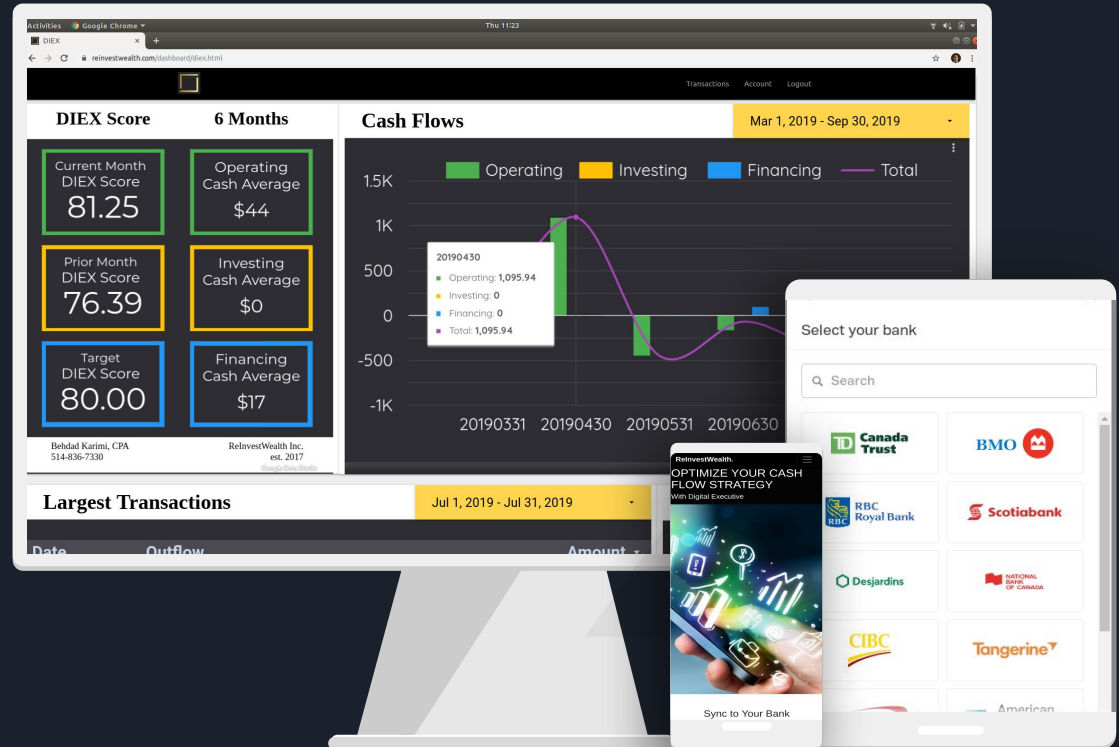 Activities Google Chrome
Thu 11:23
DIEX
reinvestwealth.com/dashboard/diex.html
Transactions Account Logout
DIEX Score 6 Months
Current Month
DIEX Score
81.25
Operating
Cash Average
$44
Prior Month
DIEX Score
76.39
Investing
Cash Average
$0
Target
DIEX Score
80.00
Financing
Cash Average
$17
Behdad Karimi, CPA
514-836-7330
ReInvestWealth Inc.
est. 2017
Google Data Studio
Cash Flows
Mar 1, 2019 - Sep 30, 2019
Operating Investing Financing Total
1.5K
1K
500
0
-500
-1K
20190430
Operating: 1,095.94
Investing: 0
Financing: 0
Total: 1,095.94
20190331 20190430 20190531 20190630
Largest Transactions
Jul 1, 2019 - Jul 31, 2019
Date Outflow Amount
ReInvestWealth.
OPTIMIZE YOUR CASH
FLOW STRATEGY
With Digital Executive
Sync to Your Bank
Select your bank
Search
TD Canada
Trust
BMO
RBC
RBC
Royal Bank
Scotiabank
Desjardins
NATIONAL
BANK
OF CANADA
CIBC
Tangerine
American